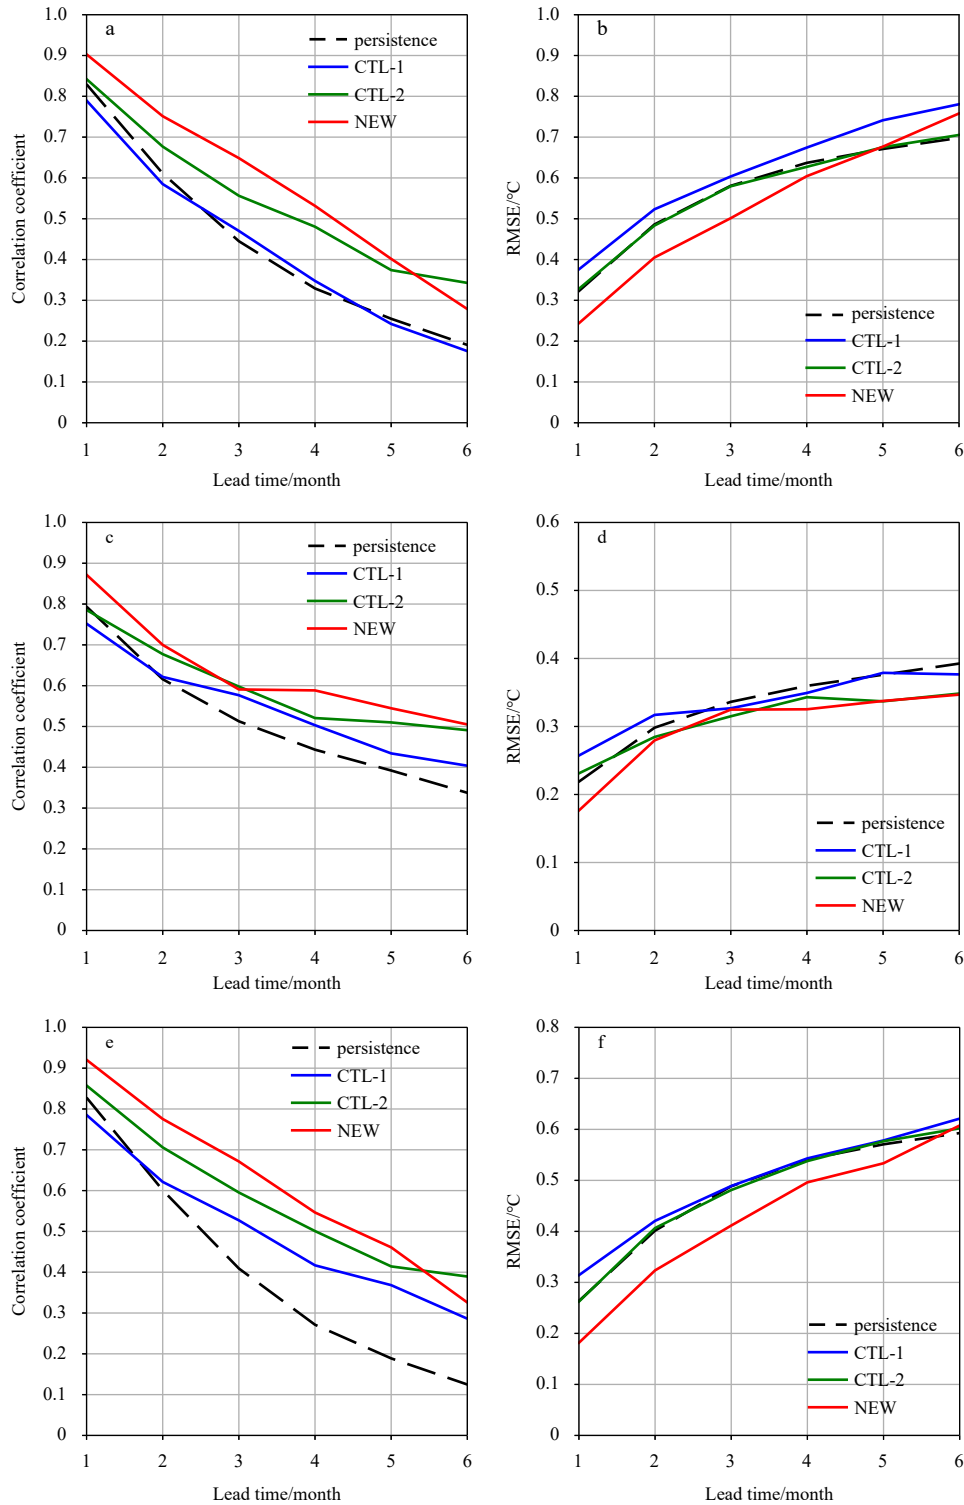 a
persistence
CTL-1
CTL-2
NEW
Correlation coefficient
1.0
0.9
0.8
0.7
0.6
0.5
0.4
0.3
0.2
0.1
0
1 2 3 4 5 6
Lead time/month
b
persistence
CTL-1
CTL-2
NEW
RMSE/°C
1.0
0.9
0.8
0.7
0.6
0.5
0.4
0.3
0.2
0.1
0
1 2 3 4 5 6
Lead time/month
c
persistence
CTL-1
CTL-2
NEW
Correlation coefficient
1.0
0.9
0.8
0.7
0.6
0.5
0.4
0.3
0.2
0.1
0
1 2 3 4 5 6
Lead time/month
d
persistence
CTL-1
CTL-2
NEW
RMSE/°C
0.6
0.5
0.4
0.3
0.2
0.1
0
1 2 3 4 5 6
Lead time/month
e
persistence
CTL-1
CTL-2
NEW
Correlation coefficient
1.0
0.9
0.8
0.7
0.6
0.5
0.4
0.3
0.2
0.1
0
1 2 3 4 5 6
Lead time/month
f
persistence
CTL-1
CTL-2
NEW
RMSE/°C
0.8
0.7
0.6
0.5
0.4
0.3
0.2
0.1
0
1 2 3 4 5 6
Lead time/month